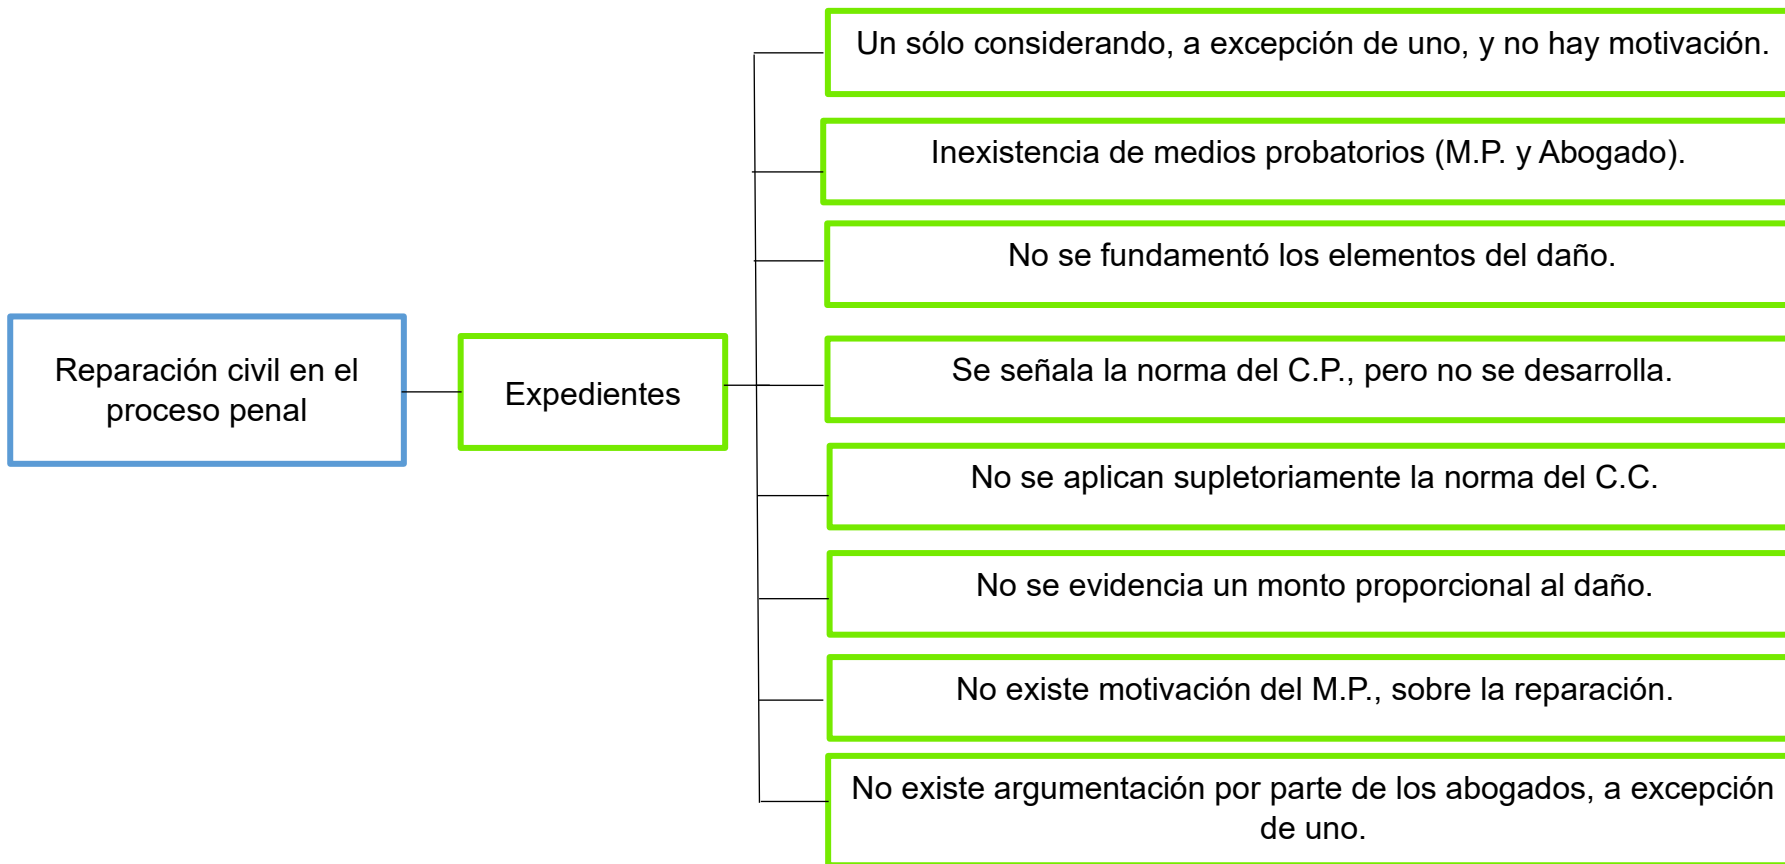 Un sólo considerando, a excepción de uno, y no hay motivación.
Inexistencia de medios probatorios (M.P. y Abogado).
No se fundamentó los elementos del daño.
Reparación civil en el
proceso penal
Expedientes
Se señala la norma del C.P., pero no se desarrolla.
No se aplican supletoriamente la norma del C.C.
No se evidencia un monto proporcional al daño.
No existe motivación del M.P., sobre la reparación.
No existe argumentación por parte de los abogados, a excepción
de uno.